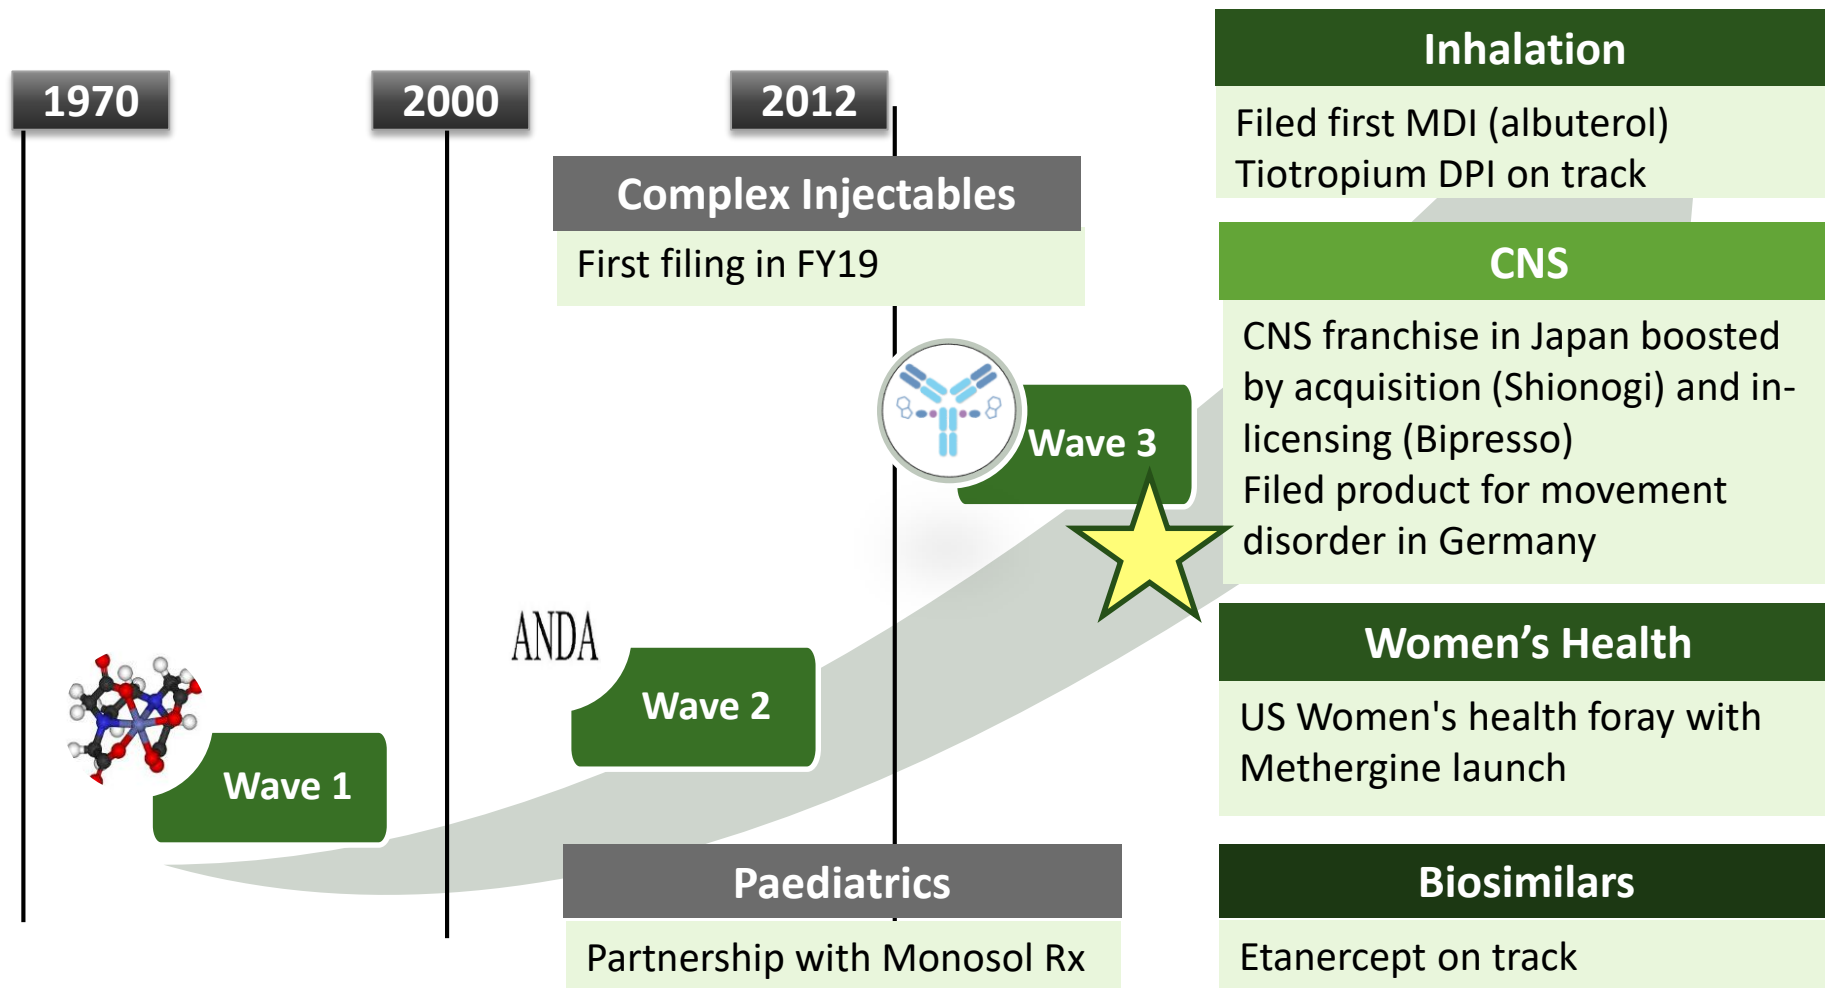 1970
2000
2012
Complex Injectables
First filing in FY19
Wave 3
ANDA
Wave 2
Wave 1
Paediatrics
Partnership with Monosol Rx
Inhalation
Filed first MDI (albuterol)
Tiotropium DPI on track
CNS
CNS franchise in Japan boosted
by acquisition (Shionogi) and in-
licensing (Bipresso)
Filed product for movement
disorder in Germany
Women’s Health
US Women's health foray with
Methergine launch
Biosimilars
Etanercept on track